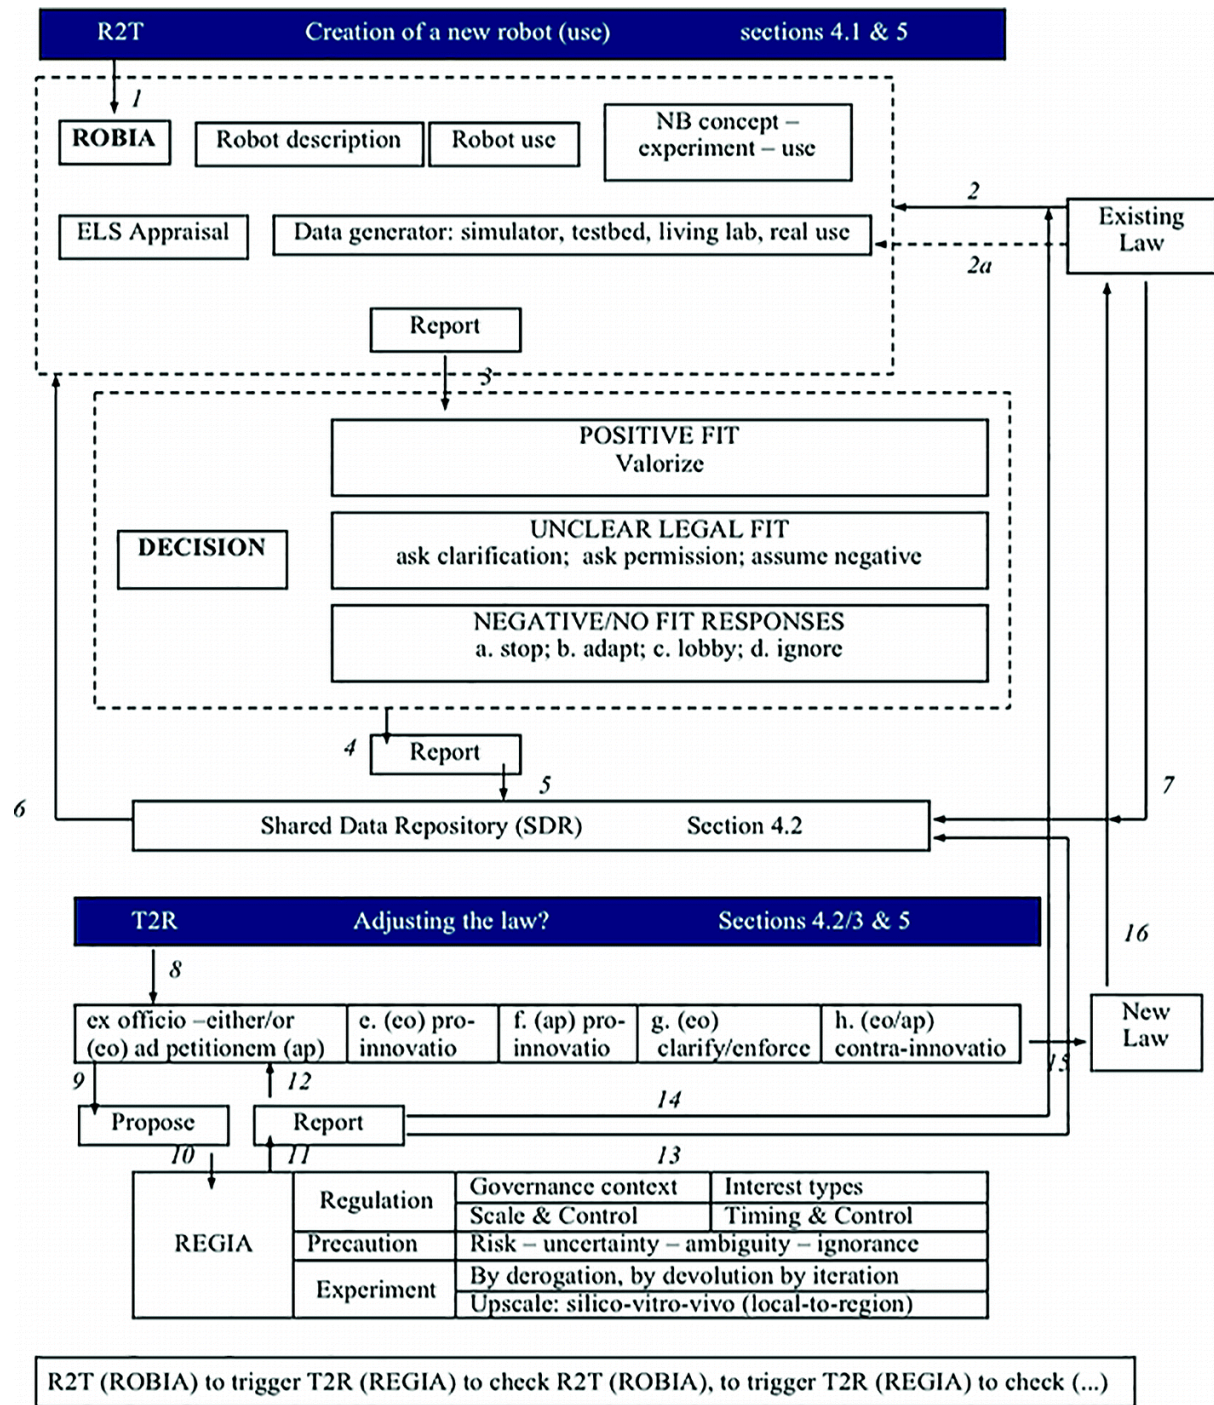 R2T Creation of a new robot (use) sections 4.1 & 5
1
ROBIA
Robot description
Robot use
NB concept –
experiment – use
2
Existing
Law
ELS Appraisal
Data generator: simulator, testbed, living lab, real use
2a
Report
3
POSITIVE FIT
Valorize
DECISION
UNCLEAR LEGAL FIT
ask clarification; ask permission; assume negative
NEGATIVE/NO FIT RESPONSES
a. stop; b. adapt; c. lobby; d. ignore
4
Report
5
6
7
Shared Data Repository (SDR) Section 4.2
T2R Adjusting the law? Sections 4.2/3 & 5
8
16
ex officio –either/or
(eo) ad petitionem (ap)
e. (eo) pro-
innovatio
f. (ap) pro-
innovatio
g. (eo)
clarify/enforce
h. (eo/ap)
contra-innovatio
15
New
Law
9
12
14
Propose
Report
10
11
13
REGIA
Regulation
Governance context
Interest types
Scale & Control
Timing & Control
Precaution
Risk – uncertainty – ambiguity – ignorance
Experiment
By derogation, by devolution by iteration
Upscale: silico-vitro-vivo (local-to-region)
R2T (ROBIA) to trigger T2R (REGIA) to check R2T (ROBIA), to trigger T2R (REGIA) to check (...)